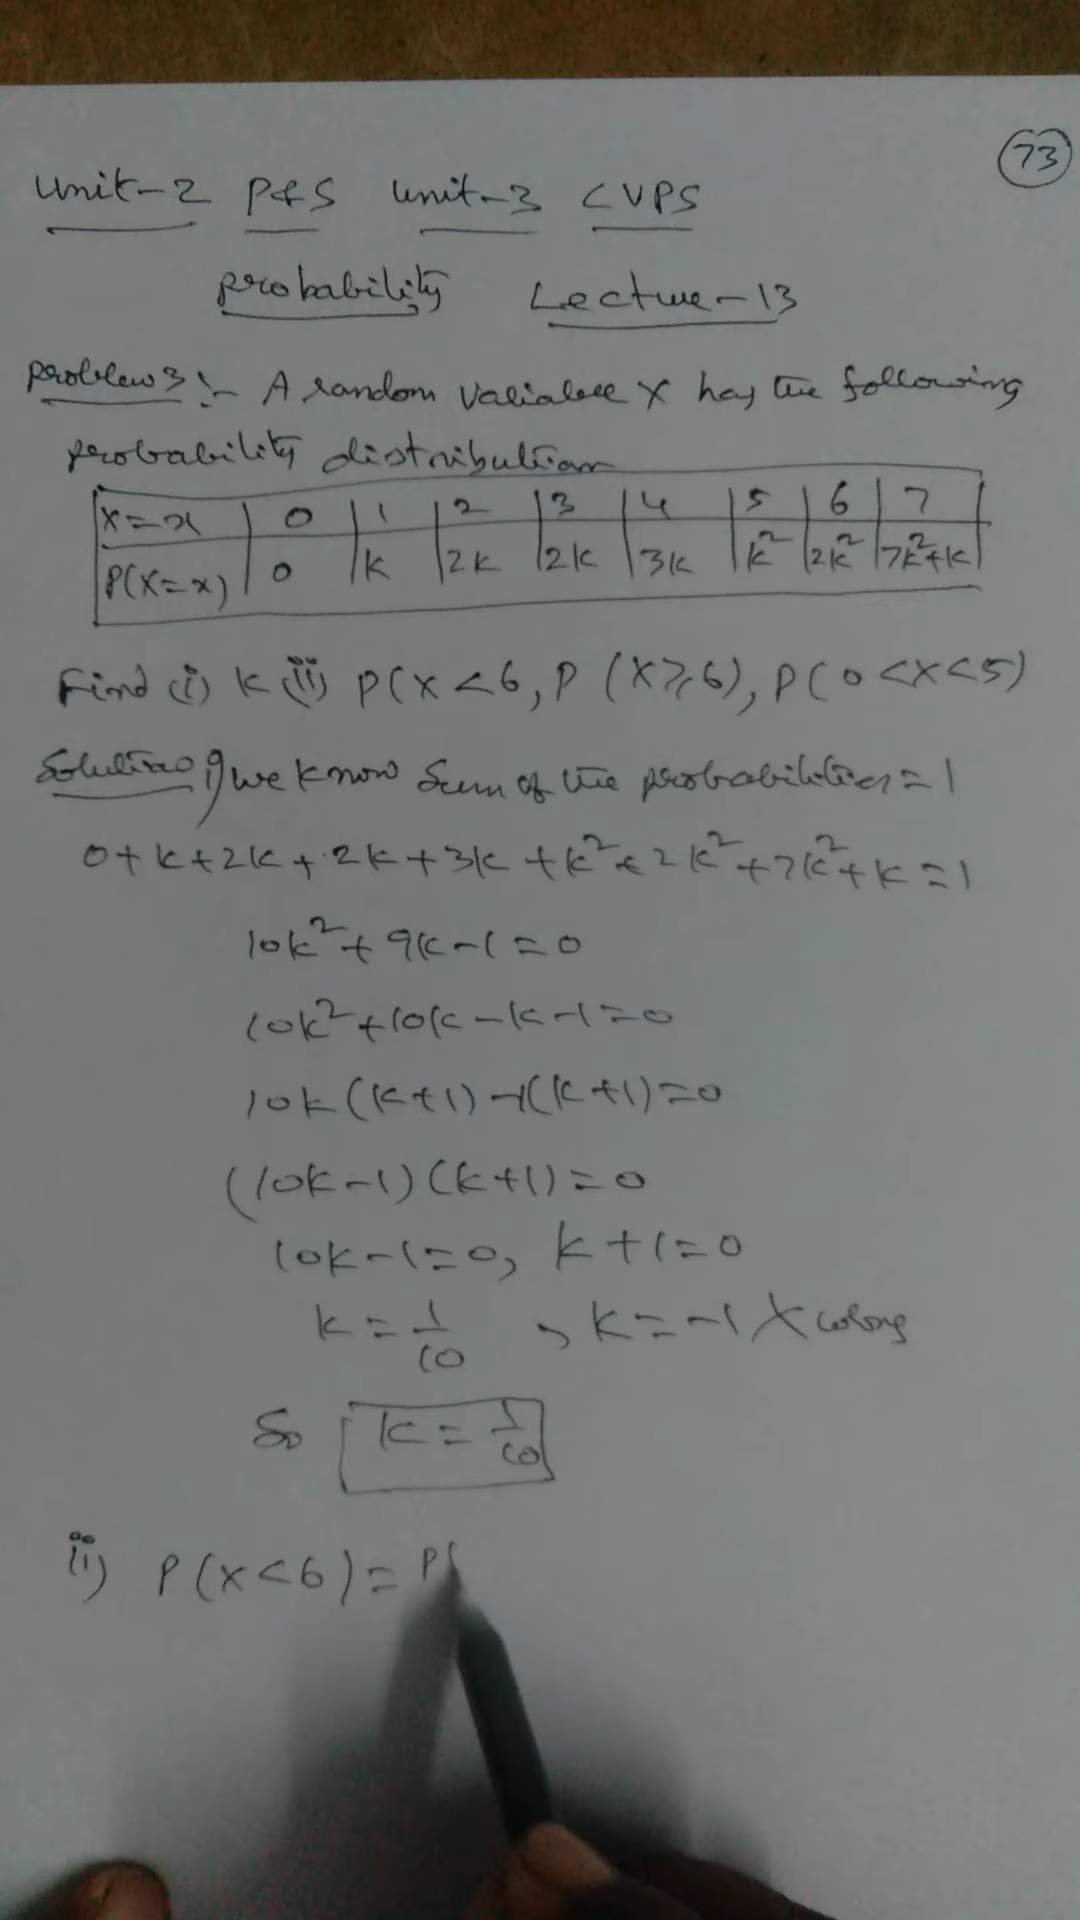 73
Unit-2 P&S Unit-3 CVPS
Probability Lecture-13
Problem 3:- A random variable X has the following
probability distribution
X=x | 0 | 1 | 2 | 3 | 4 | 5 | 6 | 7
P(X=x) | 0 | k | 2k | 2k | 3k | k² | 2k² | 7k²+k
Find (i) k (ii) P(X<6, P(X≥6), P(0<X<5)
Solution i) we know Sum of the probabilities = 1
0+k+2k+2k+3k+k²+2k²+7k²+k=1
10k²+9k-1=0
10k²+10k-k-1=0
10k(k+1)-1(k+1)=0
(10k-1)(k+1)=0
10k-1=0, k+1=0
k=1/10, k=-1 X
So k=1/10
ii) P(X<6)=P(